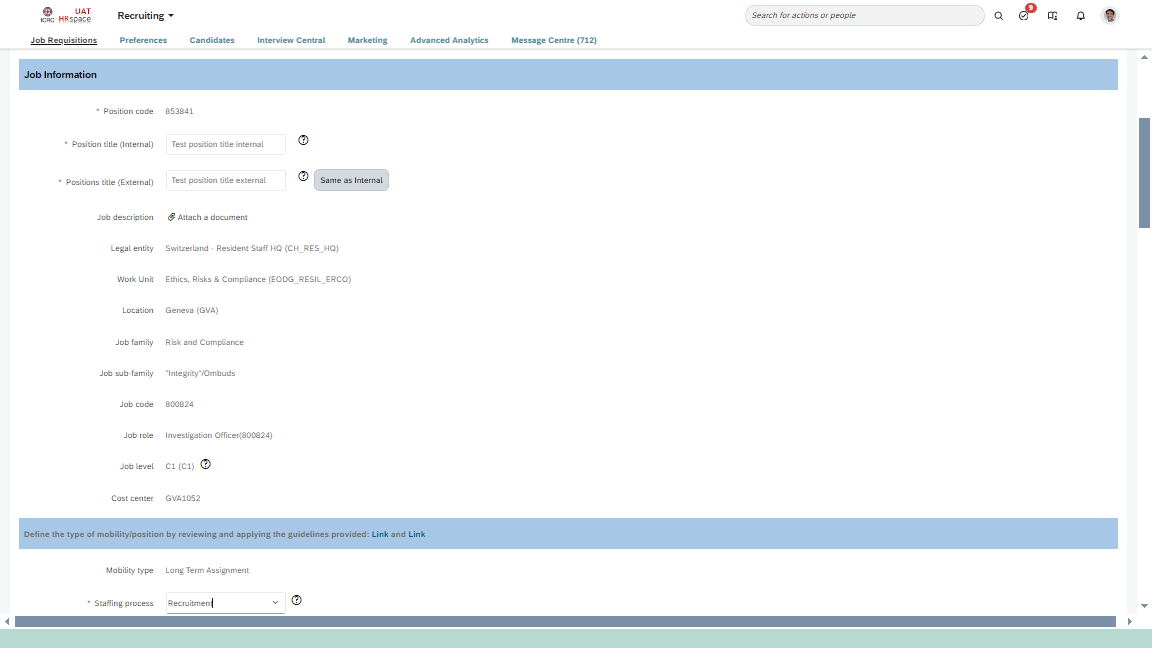 ICRC UAT HRspace Recruiting Search for actions or people 9
Job Requisitions Preferences Candidates Interview Central Marketing Advanced Analytics Message Centre (712)
Job Information
* Position code 853841
* Position title (Internal) Test position title internal
* Positions title (External) Test position title external Same as Internal
Job description Attach a document
Legal entity Switzerland - Resident Staff HQ (CH_RES_HQ)
Work Unit Ethics, Risks & Compliance (EODG_RESIL_ERCO)
Location Geneva (GVA)
Job family Risk and Compliance
Job sub-family "Integrity"/Ombuds
Job code 800824
Job role Investigation Officer(800824)
Job level C1 (C1)
Cost center GVA1052
Define the type of mobility/position by reviewing and applying the guidelines provided: Link and Link
Mobility type Long Term Assignment
* Staffing process Recruitment